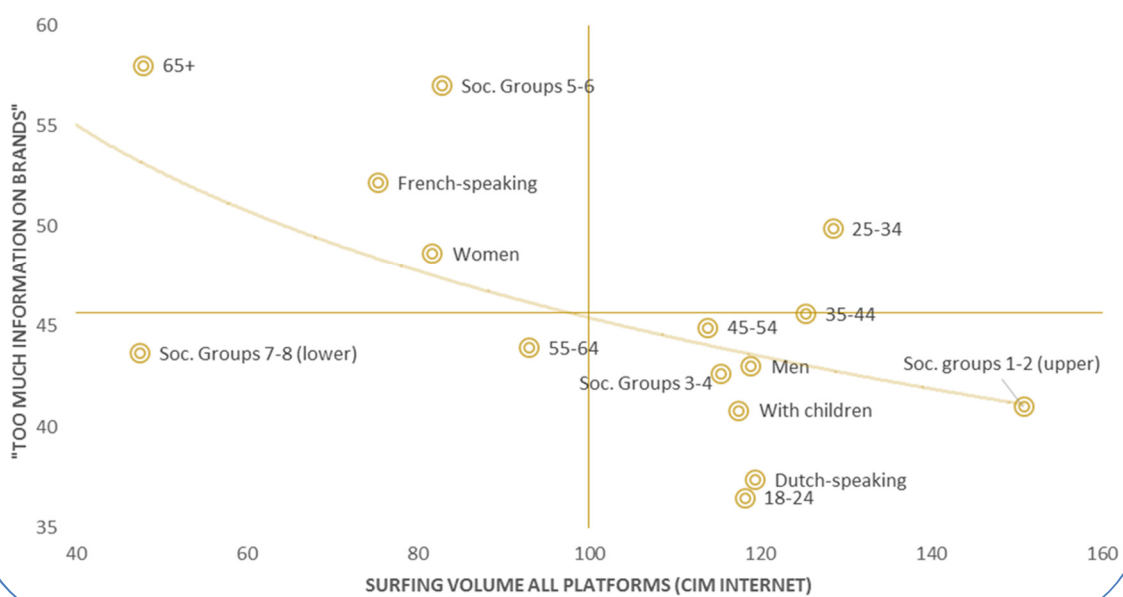 60
65+
Soc. Groups 5-6
55
French-speaking
50
25-34
Women
45
35-44
45-54
55-64
Soc. Groups 7-8 (lower)
Men
Soc. groups 1-2 (upper)
Soc. Groups 3-4
40
With children
Dutch-speaking
18-24
35
40 60 80 100 120 140 160
SURFING VOLUME ALL PLATFORMS (CIM INTERNET)
"TOO MUCH INFORMATION ON BRANDS"